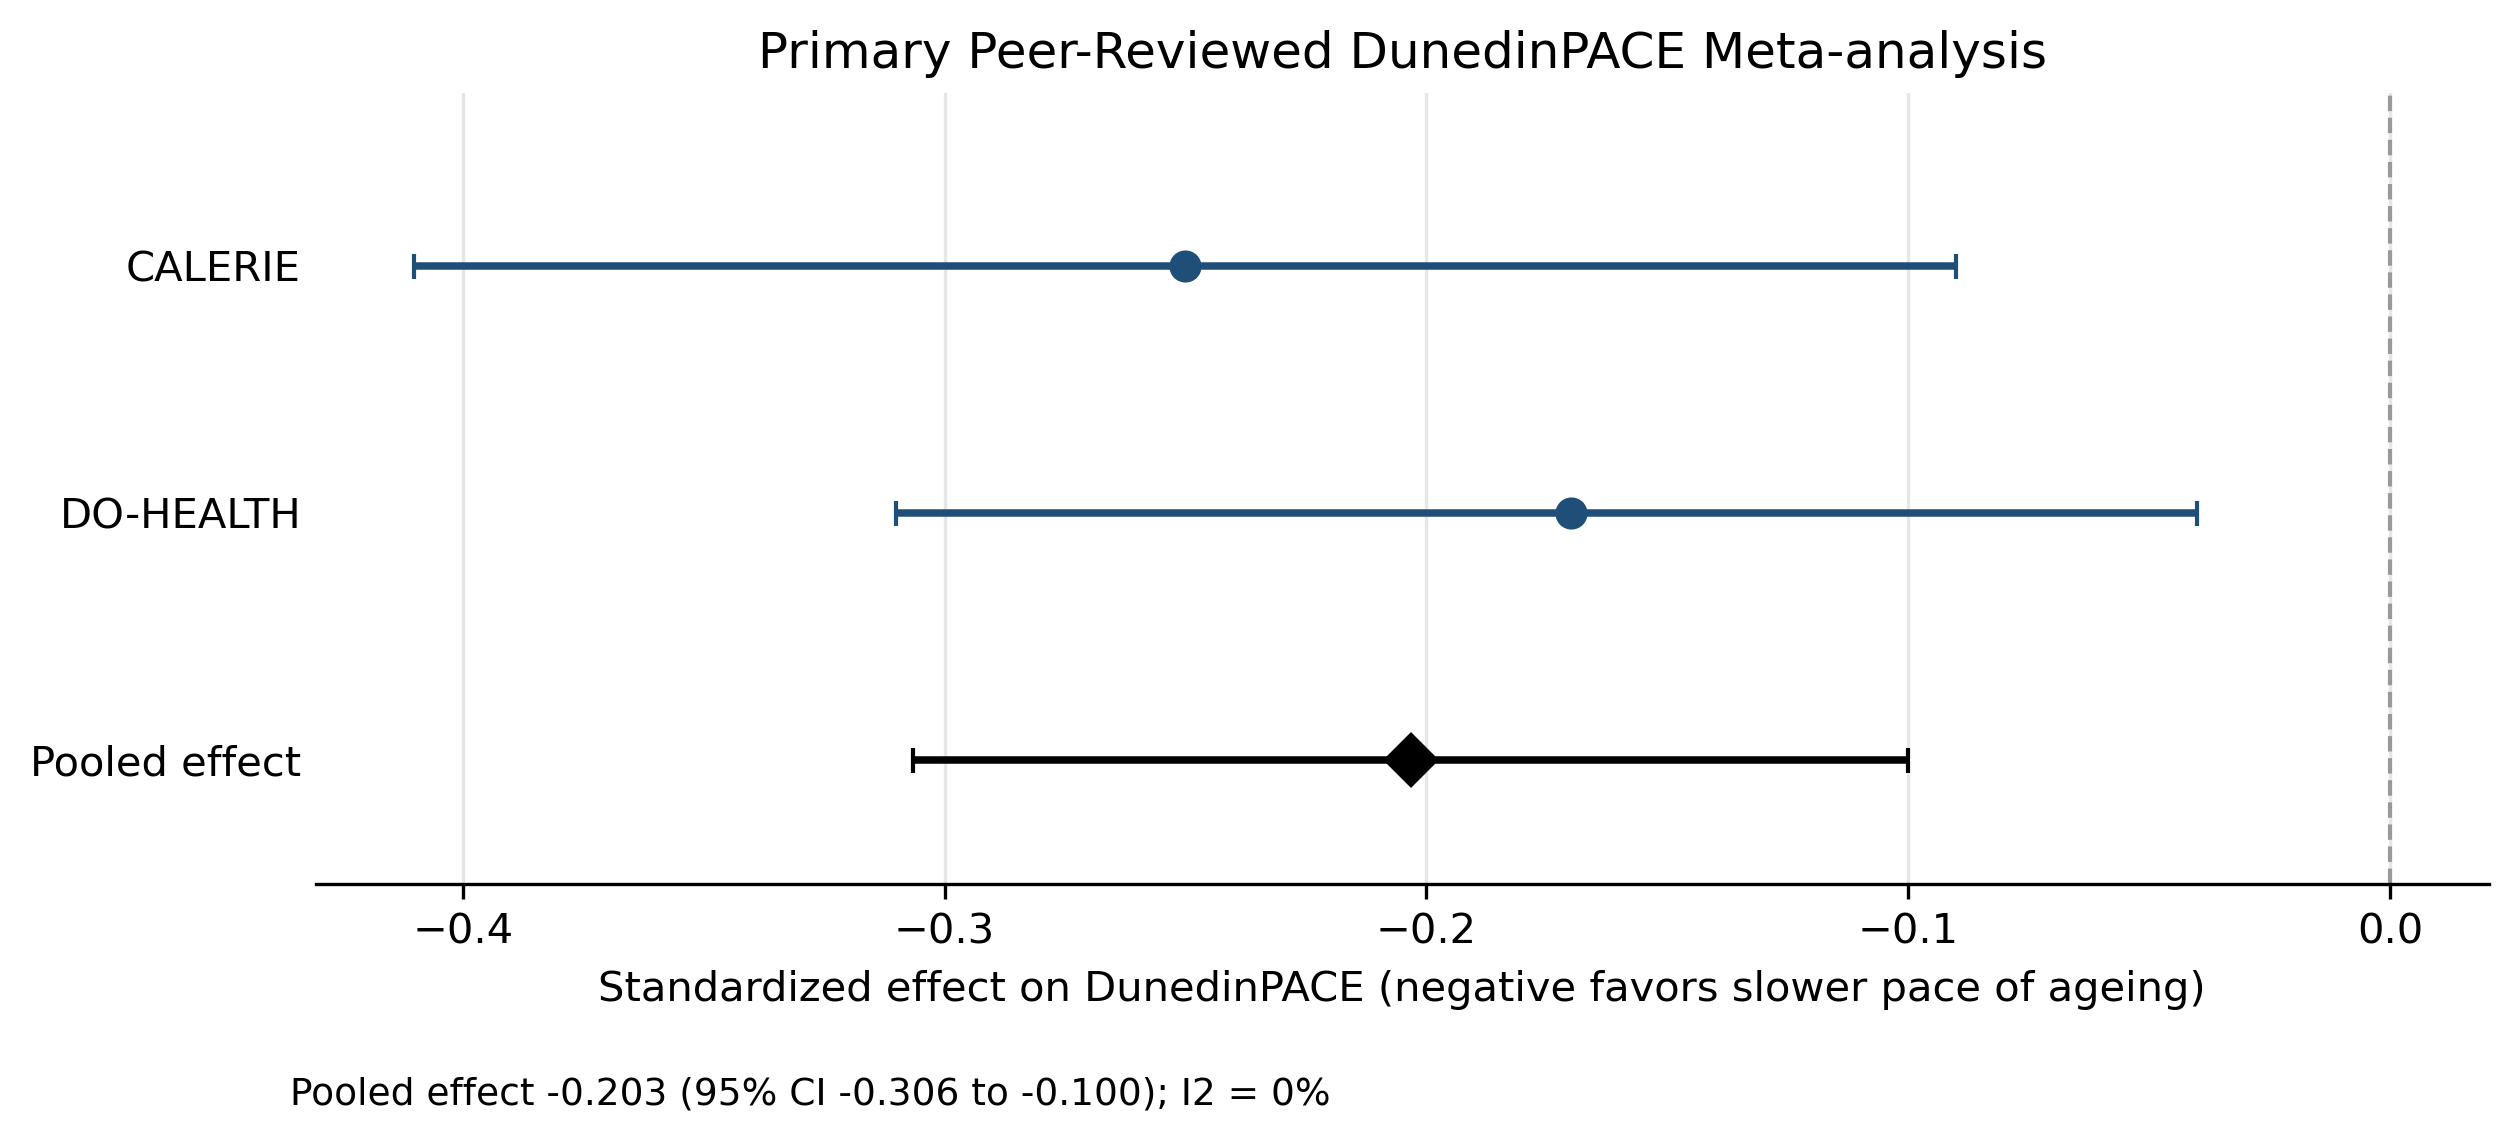 Primary Peer-Reviewed DunedinPACE Meta-analysis
CALERIE
DO-HEALTH
Pooled effect
−0.4 −0.3 −0.2 −0.1 0.0
Standardized effect on DunedinPACE (negative favors slower pace of ageing)
Pooled effect -0.203 (95% CI -0.306 to -0.100); I2 = 0%